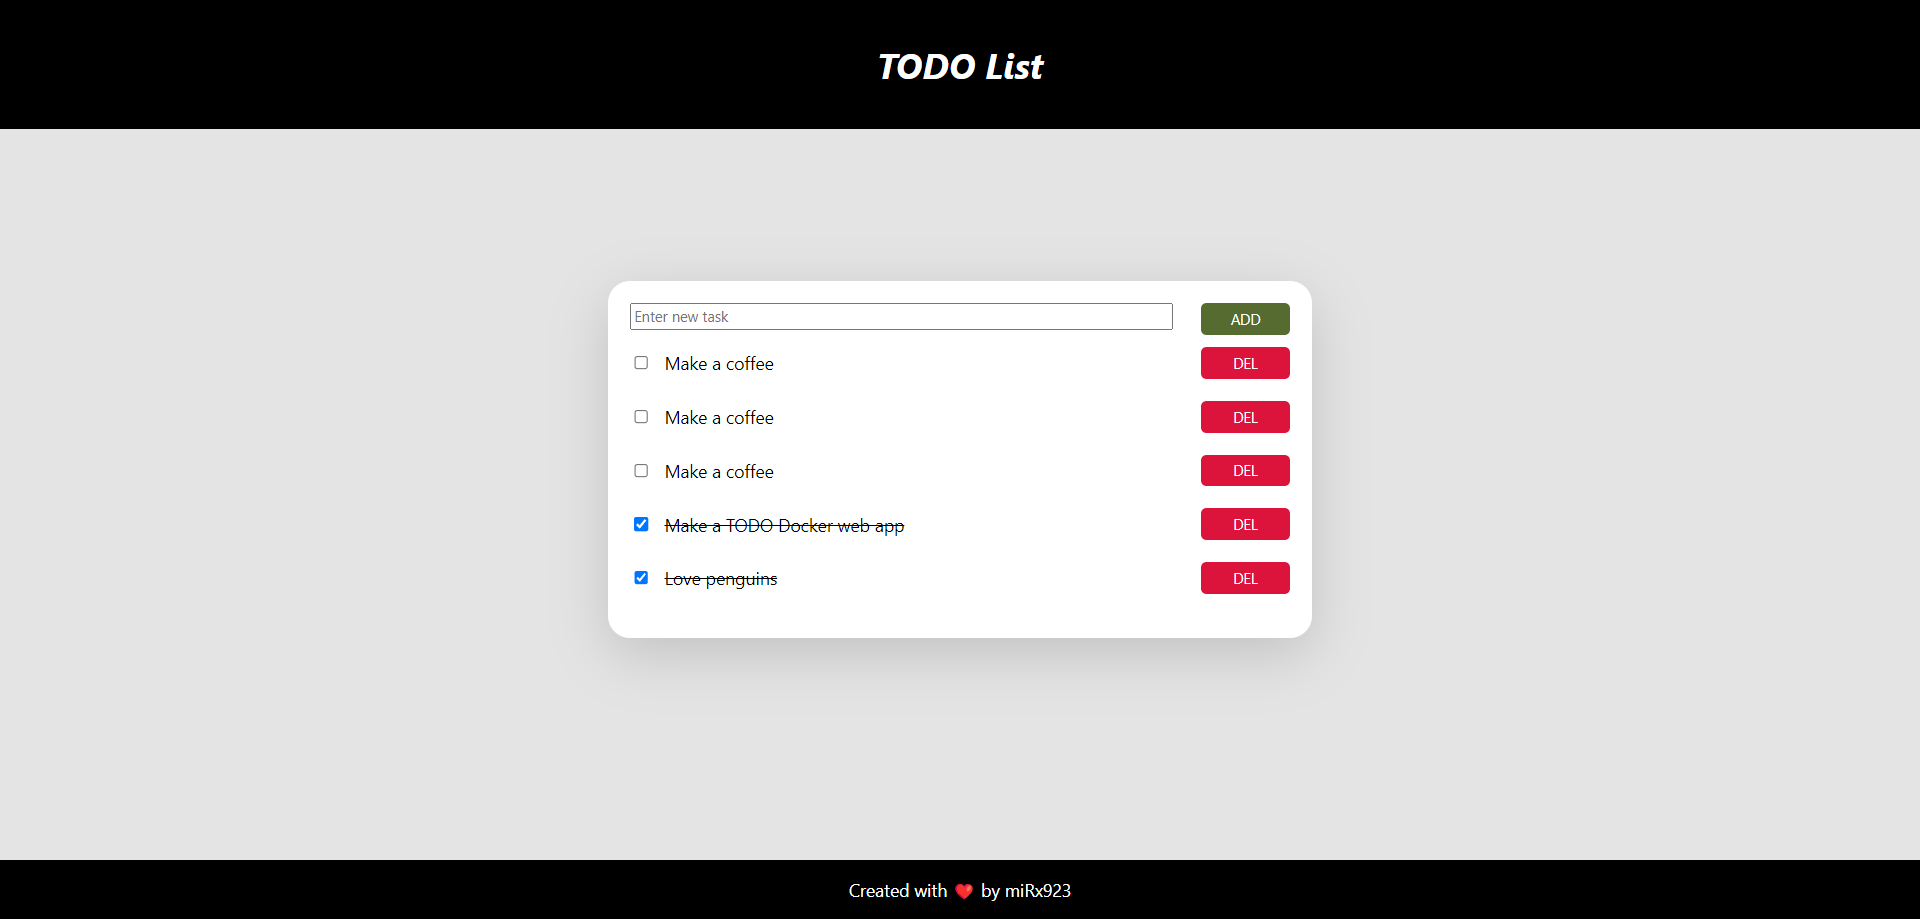 TODO List
Enter new task ADD
Make a coffee DEL
Make a coffee DEL
Make a coffee DEL
Make a TODO Docker web app DEL
Love penguins DEL
Created with ❤️ by miRx923